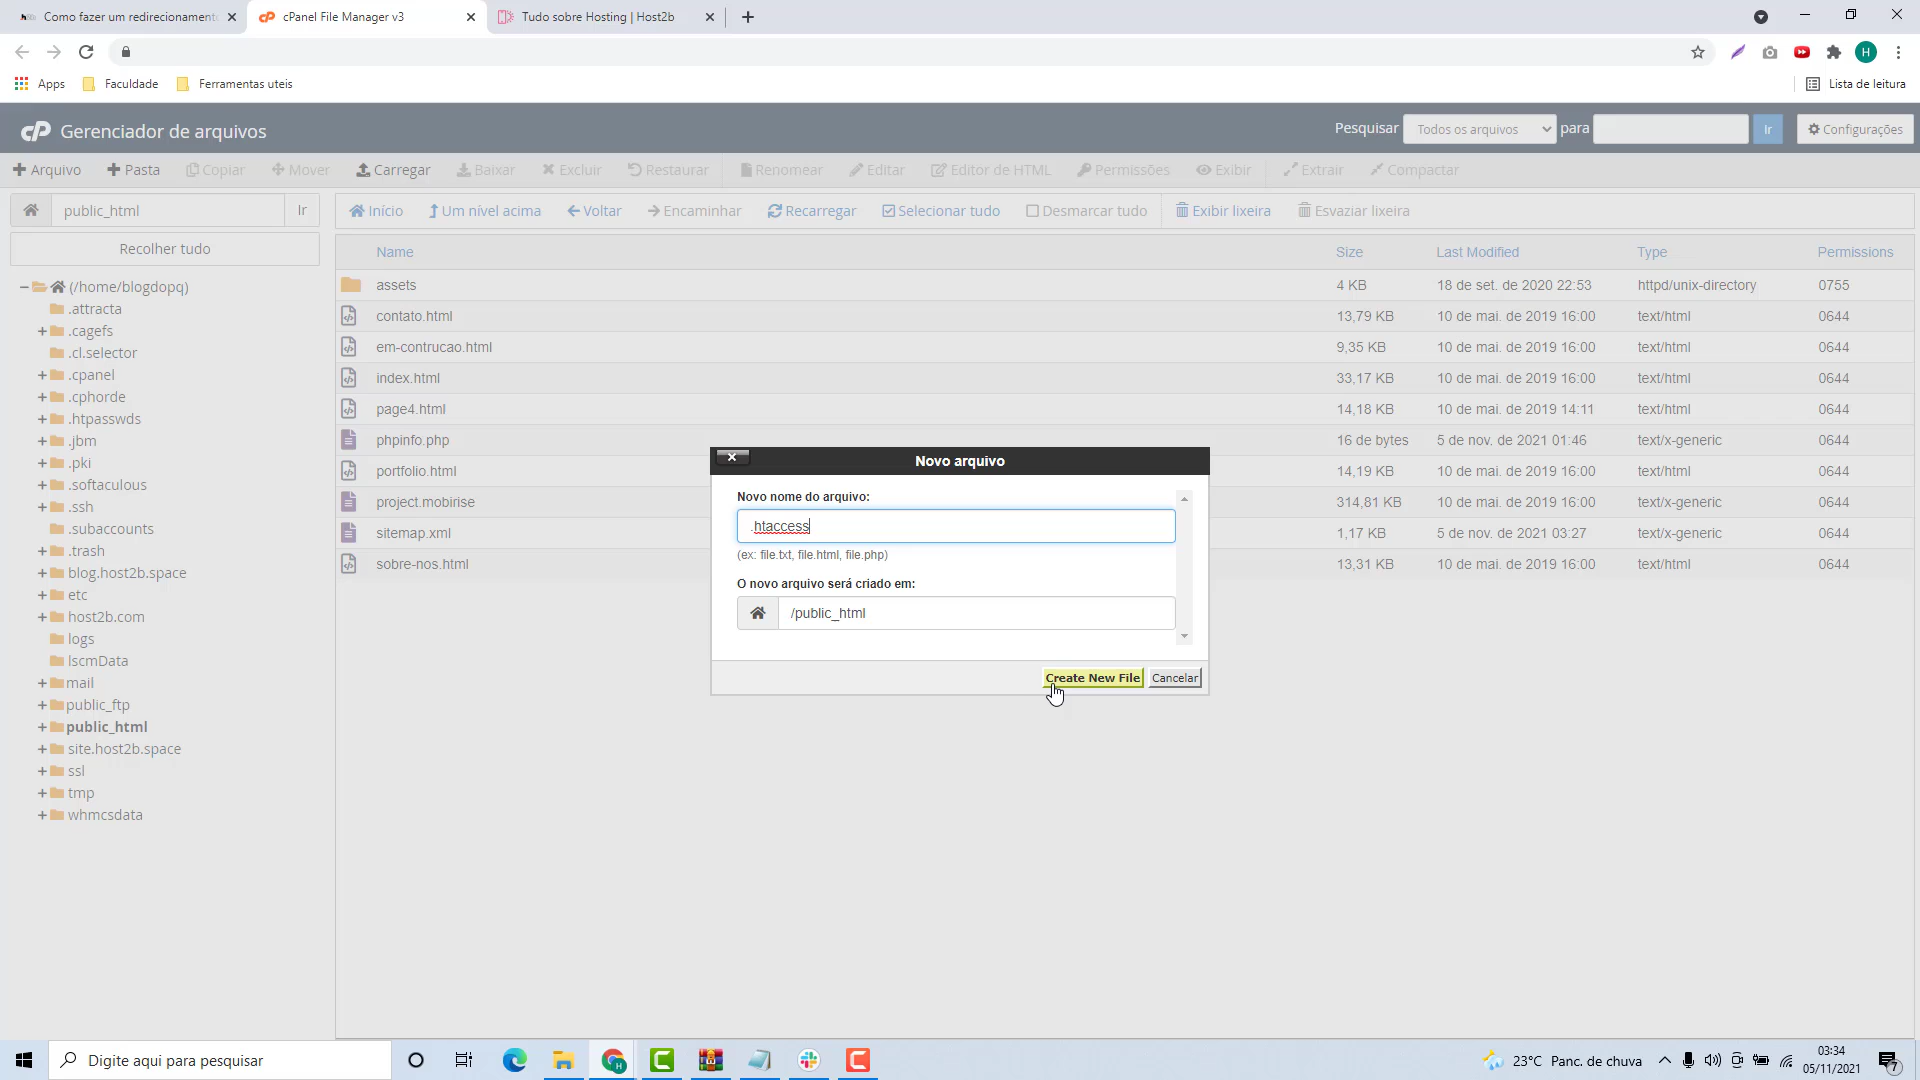 Como fazer um redirecionament
cPanel File Manager v3
Tudo sobre Hosting | Host2b
H
Apps
Faculdade
Ferramentas uteis
Lista de leitura
cP Gerenciador de arquivos
Pesquisar
Todos os arquivos
para
Ir
Configurações
Arquivo
Pasta
Copiar
Mover
Carregar
Baixar
Excluir
Restaurar
Renomear
Editar
Editor de HTML
Permissões
Exibir
Extrair
Compactar
public_html
Ir
Início
Um nível acima
Voltar
Encaminhar
Recarregar
Selecionar tudo
Desmarcar tudo
Exibir lixeira
Esvaziar lixeira
Recolher tudo
(/home/blogdopq)
.attracta
.cagefs
.cl.selector
.cpanel
.cphorde
.htpasswds
.jbm
.pki
.softaculous
.ssh
.subaccounts
.trash
blog.host2b.space
etc
host2b.com
logs
lscmData
mail
public_ftp
public_html
site.host2b.space
ssl
tmp
whmcsdata
Name Size Last Modified Type Permissions
assets 4 KB 18 de set. de 2020 22:53 httpd/unix-directory 0755
contato.html 13,79 KB 10 de mai. de 2019 16:00 text/html 0644
em-contrucao.html 9,35 KB 10 de mai. de 2019 16:00 text/html 0644
index.html 33,17 KB 10 de mai. de 2019 16:00 text/html 0644
page4.html 14,18 KB 10 de mai. de 2019 14:11 text/html 0644
phpinfo.php 16 de bytes 5 de nov. de 2021 01:46 text/x-generic 0644
portfolio.html 14,19 KB 10 de mai. de 2019 16:00 text/html 0644
project.mobirise 314,81 KB 10 de mai. de 2019 16:00 text/x-generic 0644
sitemap.xml 1,17 KB 5 de nov. de 2021 03:27 text/x-generic 0644
sobre-nos.html 13,31 KB 10 de mai. de 2019 16:00 text/html 0644
Novo arquivo
Novo nome do arquivo:
.htaccess
(ex: file.txt, file.html, file.php)
O novo arquivo será criado em:
/public_html
Create New File
Cancelar
Digite aqui para pesquisar
23°C Panc. de chuva
03:34
05/11/2021
7